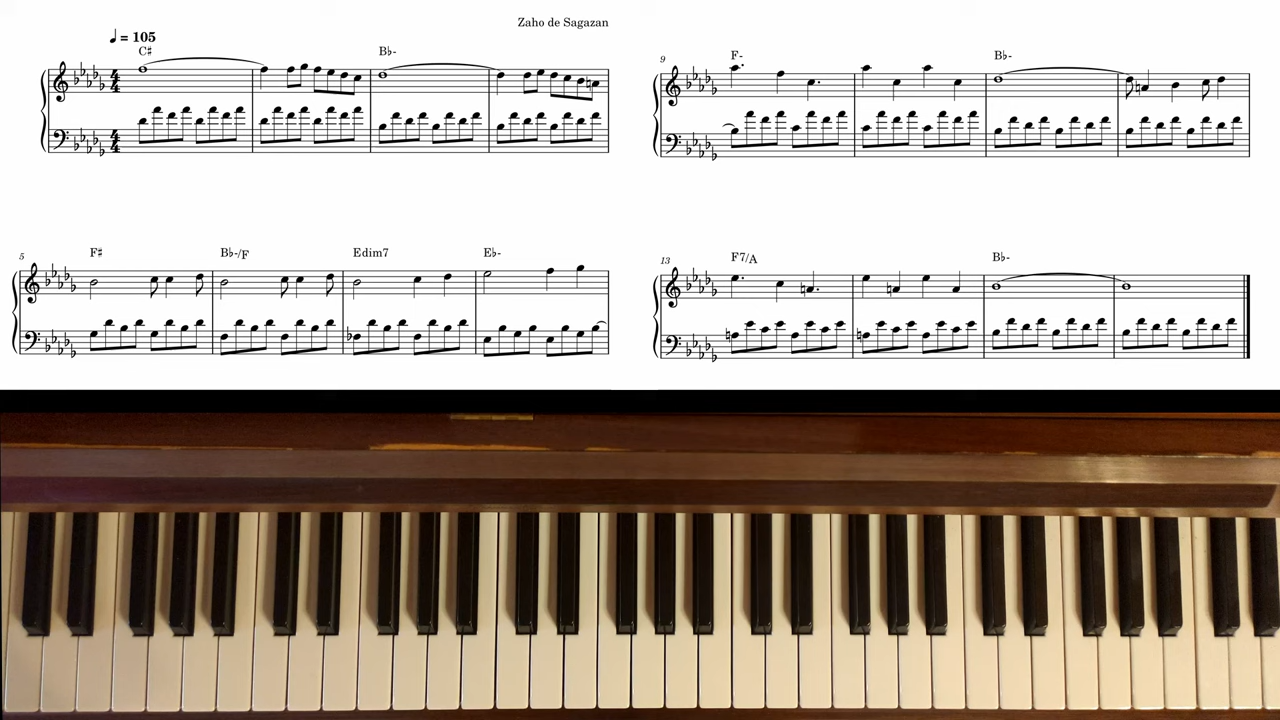 Zaho de Sagazan
♩ = 105
C♯ B♭-
5
F♯ B♭-/F Edim7 E♭-
9
F- B♭-
13
F7/A B♭-